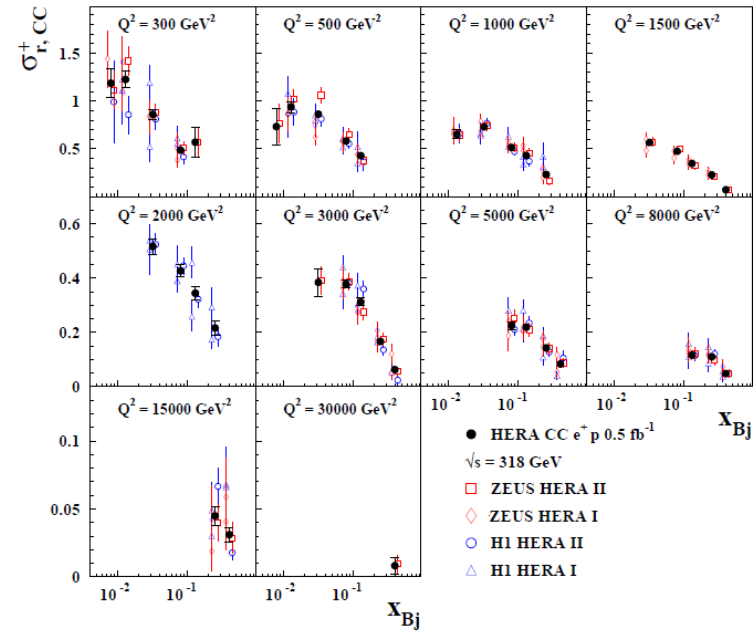 σ⁺r, CC
Q² = 300 GeV²
Q² = 500 GeV²
Q² = 1000 GeV²
Q² = 1500 GeV²
1.5
1
0.5
0
Q² = 2000 GeV²
Q² = 3000 GeV²
Q² = 5000 GeV²
Q² = 8000 GeV²
0.6
0.4
0.2
0
Q² = 15000 GeV²
Q² = 30000 GeV²
10⁻² 10⁻¹ 10⁻² 10⁻¹
xBj
0.1
0.05
0
HERA CC e⁺ p 0.5 fb⁻¹
√s = 318 GeV
ZEUS HERA II
ZEUS HERA I
H1 HERA II
H1 HERA I
10⁻² 10⁻¹ 10⁻² 10⁻¹
xBj